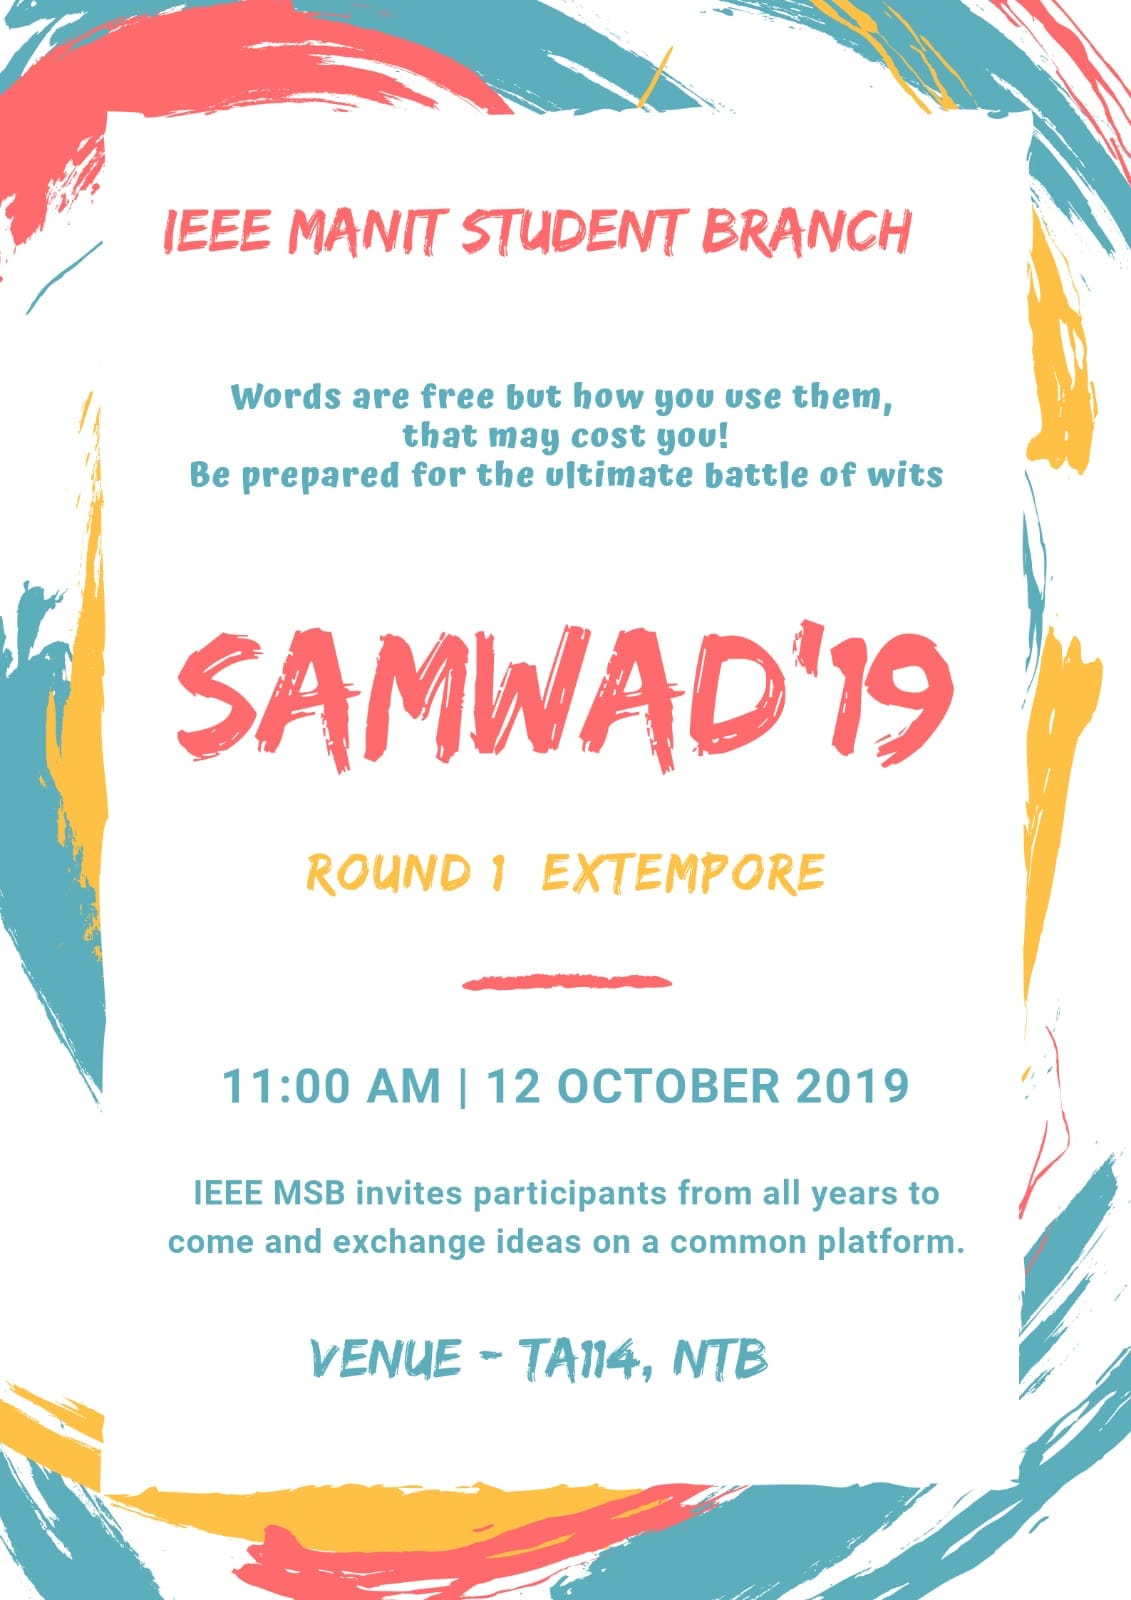 IEEE MANIT STUDENT BRANCH
Words are free but how you use them,
that may cost you!
Be prepared for the ultimate battle of wits
SAMWAD'19
ROUND 1 EXTEMPORE
11:00 AM | 12 OCTOBER 2019
IEEE MSB invites participants from all years to
come and exchange ideas on a common platform.
VENUE - TA114, NTB